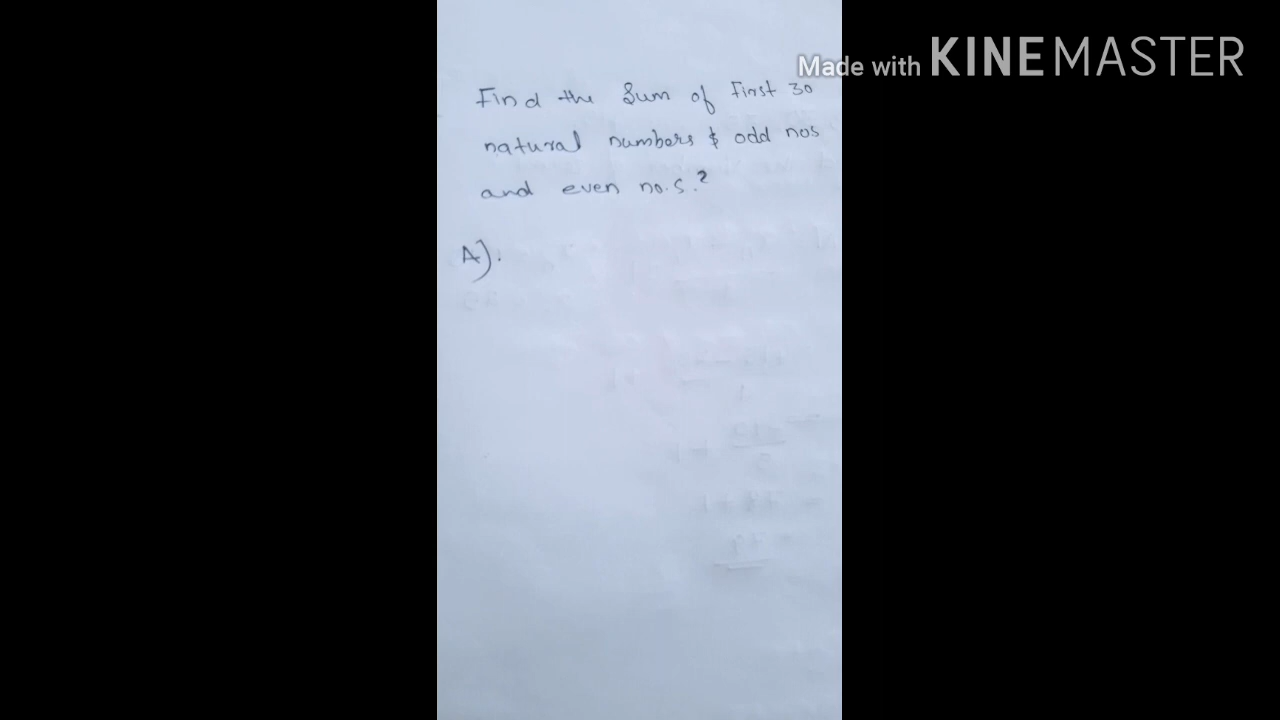 Made with KINEMASTER
Find the Sum of First 30
natural numbers & odd nos
and even no.s.?
A).